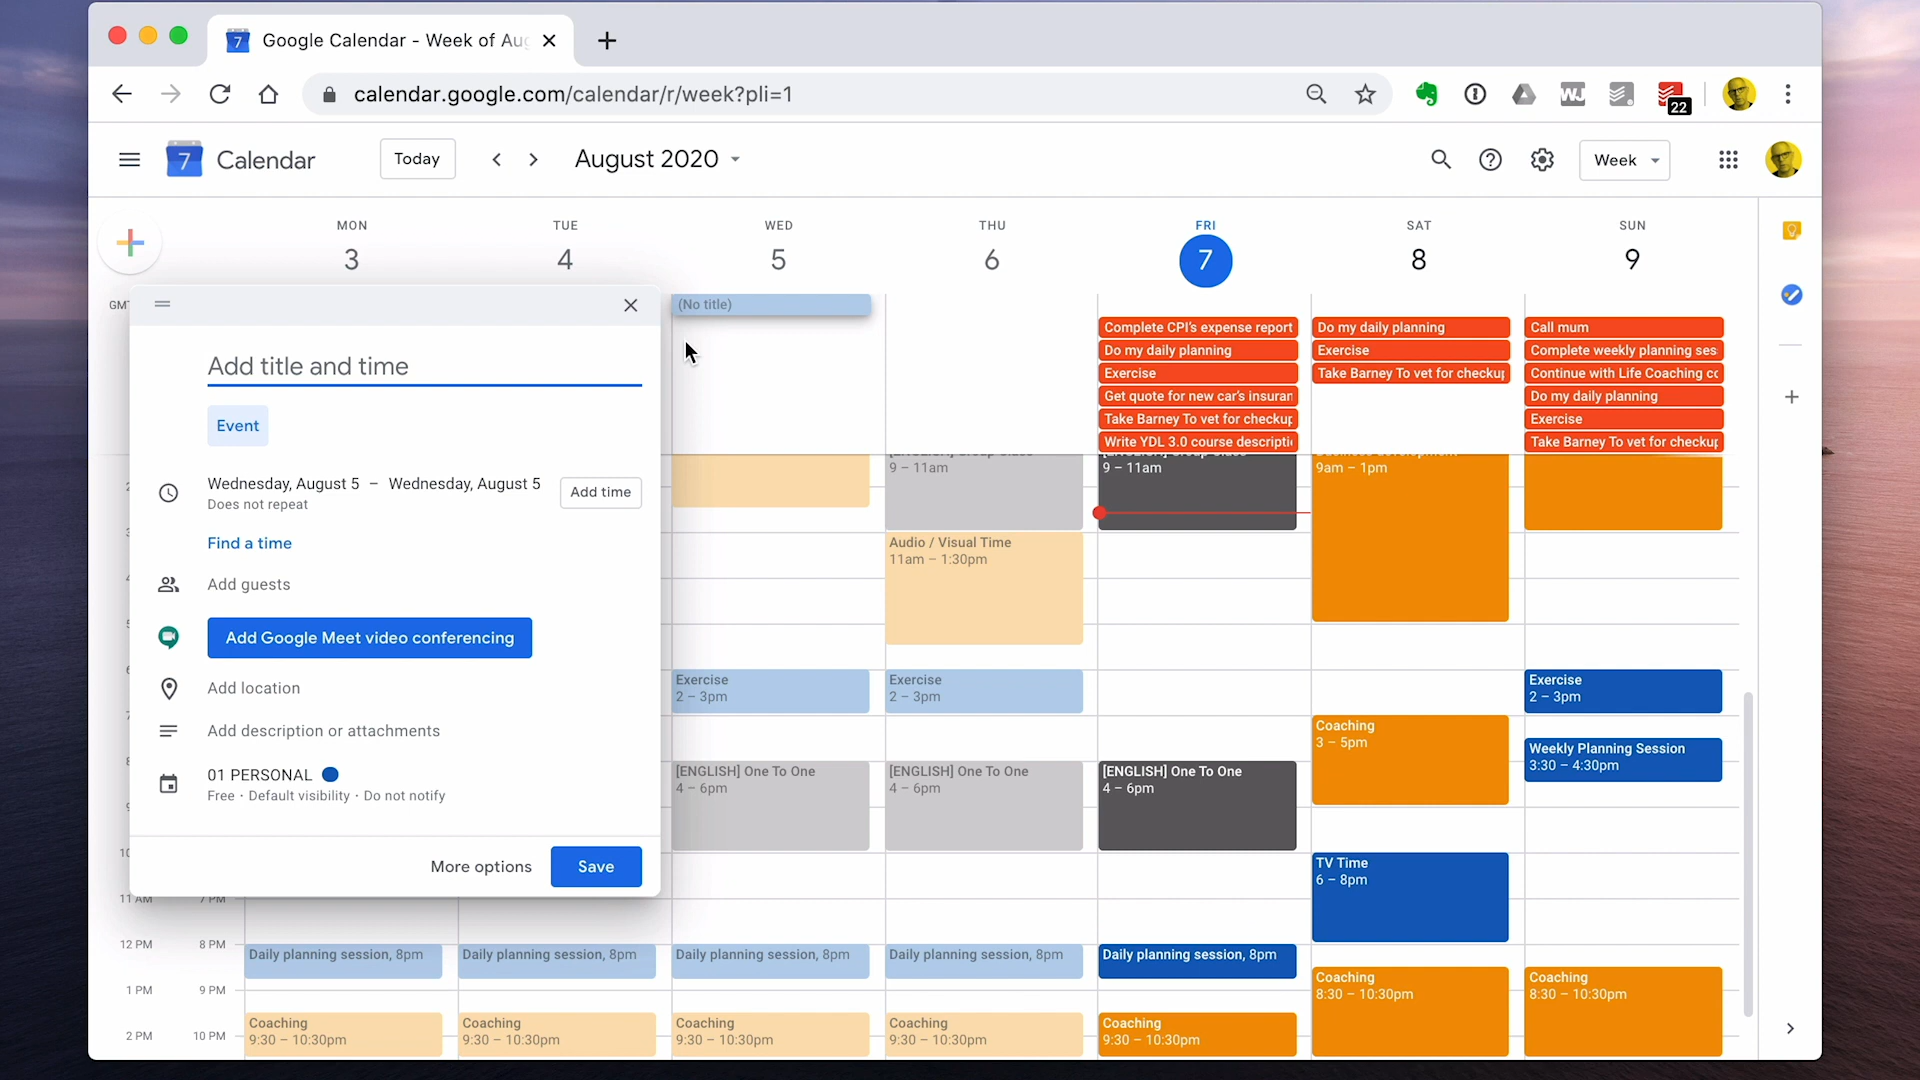 Google Calendar - Week of Aug
calendar.google.com/calendar/r/week?pli=1
22
7
Calendar
Today
August 2020
Week
MON
TUE
WED
THU
FRI
SAT
SUN
3
4
5
6
7
8
9
GMT
(No title)
Add title and time
Event
Wednesday, August 5 – Wednesday, August 5
Does not repeat
Add time
Find a time
Add guests
Add Google Meet video conferencing
Add location
Add description or attachments
01 PERSONAL
Free · Default visibility · Do not notify
More options
Save
Complete CPI's expense report
Do my daily planning
Exercise
Get quote for new car's insuran
Take Barney To vet for checkup
Write YDL 3.0 course descripti
Do my daily planning
Exercise
Take Barney To vet for checkup
Call mum
Complete weekly planning ses
Continue with Life Coaching co
Do my daily planning
Exercise
Take Barney To vet for checkup
9 – 11am
9 – 11am
9am – 1pm
Audio / Visual Time
11am – 1:30pm
Exercise
2 – 3pm
Exercise
2 – 3pm
Exercise
2 – 3pm
Coaching
3 – 5pm
Weekly Planning Session
3:30 – 4:30pm
[ENGLISH] One To One
4 – 6pm
[ENGLISH] One To One
4 – 6pm
[ENGLISH] One To One
4 – 6pm
TV Time
6 – 8pm
11 AM
7 PM
12 PM
8 PM
Daily planning session, 8pm
Daily planning session, 8pm
Daily planning session, 8pm
Daily planning session, 8pm
Daily planning session, 8pm
Coaching
8:30 – 10:30pm
Coaching
8:30 – 10:30pm
1 PM
9 PM
2 PM
10 PM
Coaching
9:30 – 10:30pm
Coaching
9:30 – 10:30pm
Coaching
9:30 – 10:30pm
Coaching
9:30 – 10:30pm
Coaching
9:30 – 10:30pm